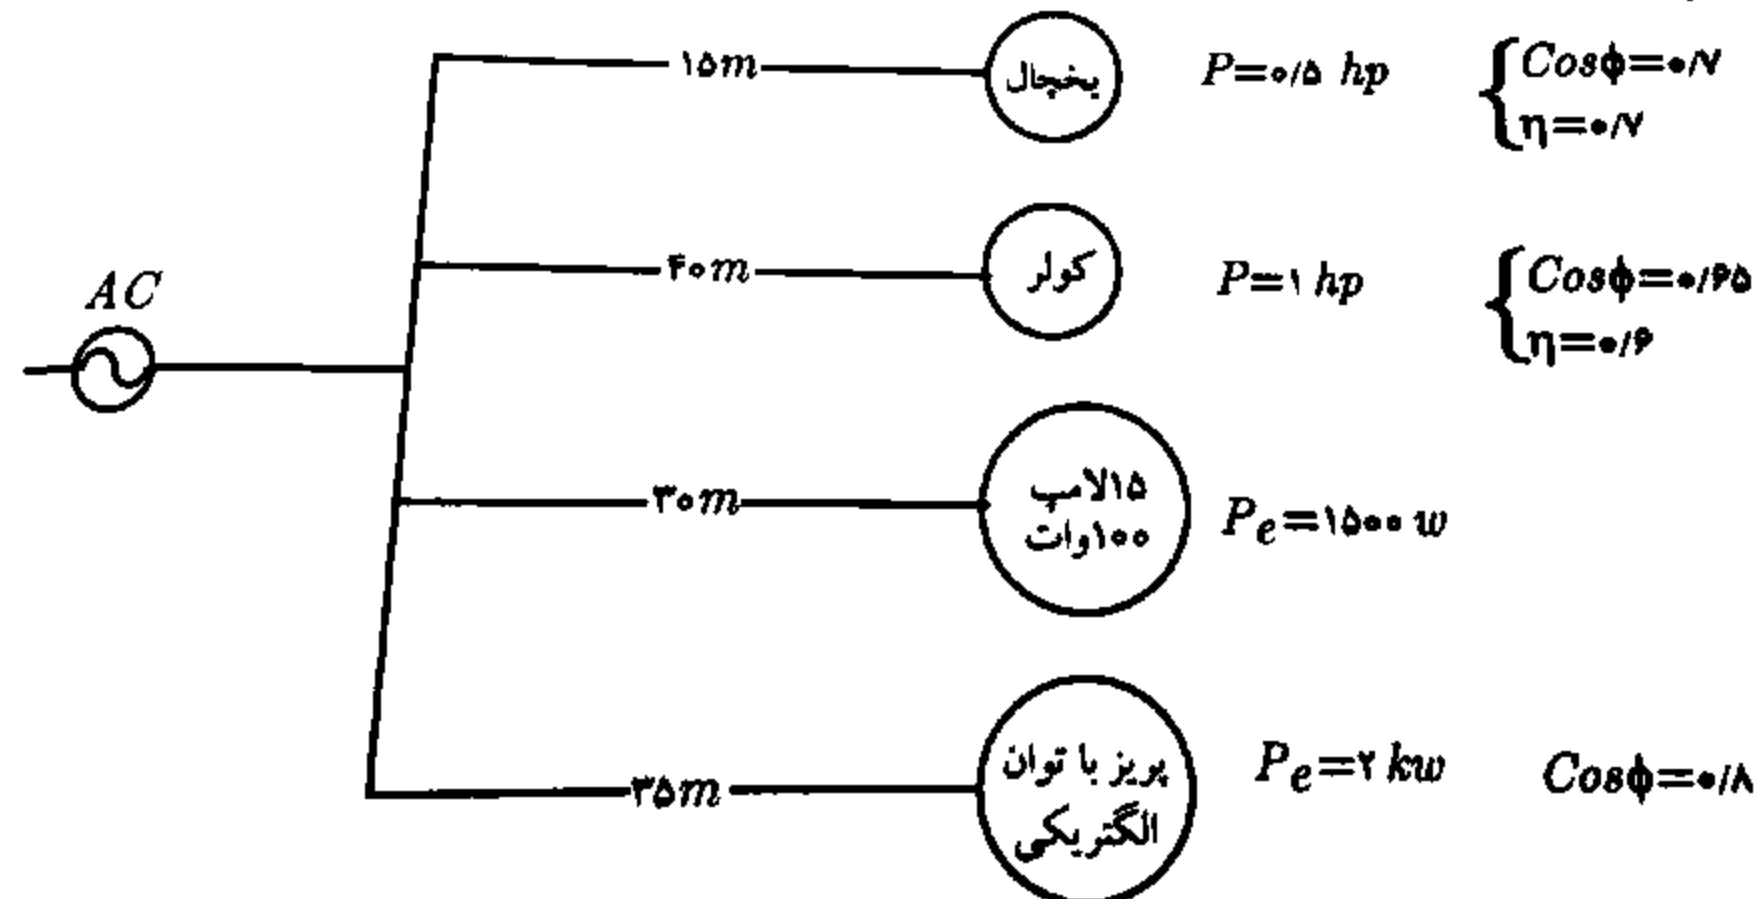 ۱۵m یخچال P=۰/۵ hp { Cosϕ=۰/۷
η=۰/۷
AC
۴۰m کولر P=۱ hp { Cosϕ=۰/۶۵
η=۰/۶
۳۰m ۱۵لامپ
۱۰۰وات Pe=۱۵۰۰ w
۳۵m پریز با توان
الگتریکی Pe=۲ kw Cosϕ=۰/۸